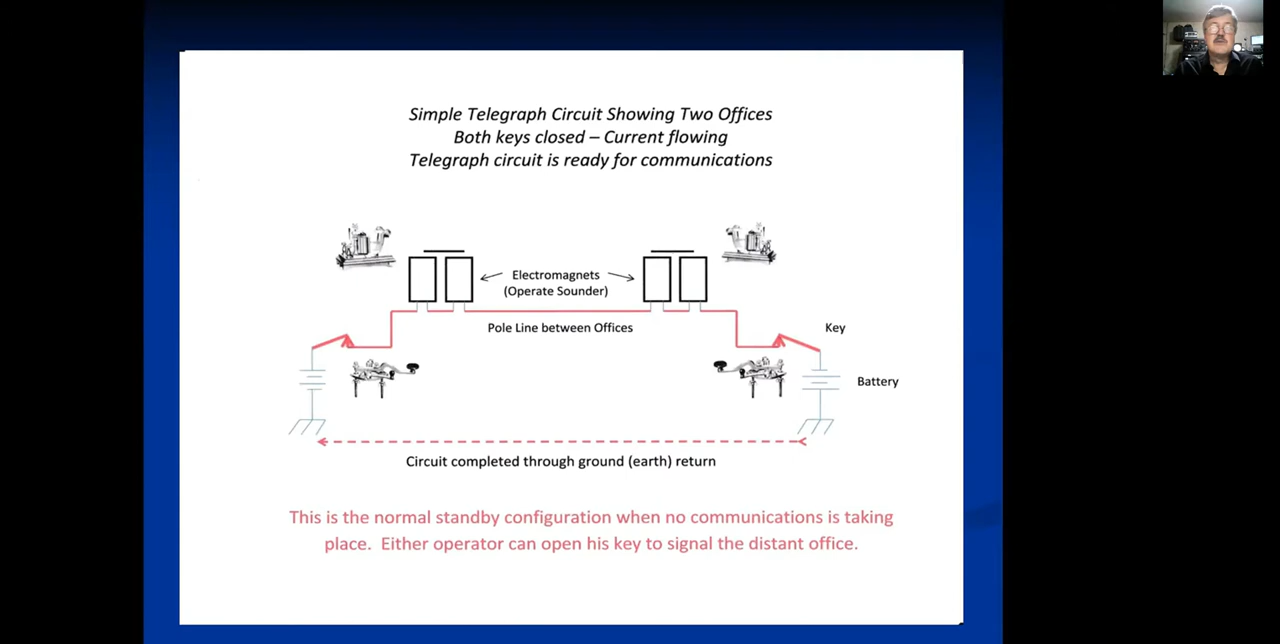 Simple Telegraph Circuit Showing Two Offices
Both keys closed – Current flowing
Telegraph circuit is ready for communications
Electromagnets
(Operate Sounder)
Pole Line between Offices
Key
Battery
Circuit completed through ground (earth) return
This is the normal standby configuration when no communications is taking
place. Either operator can open his key to signal the distant office.